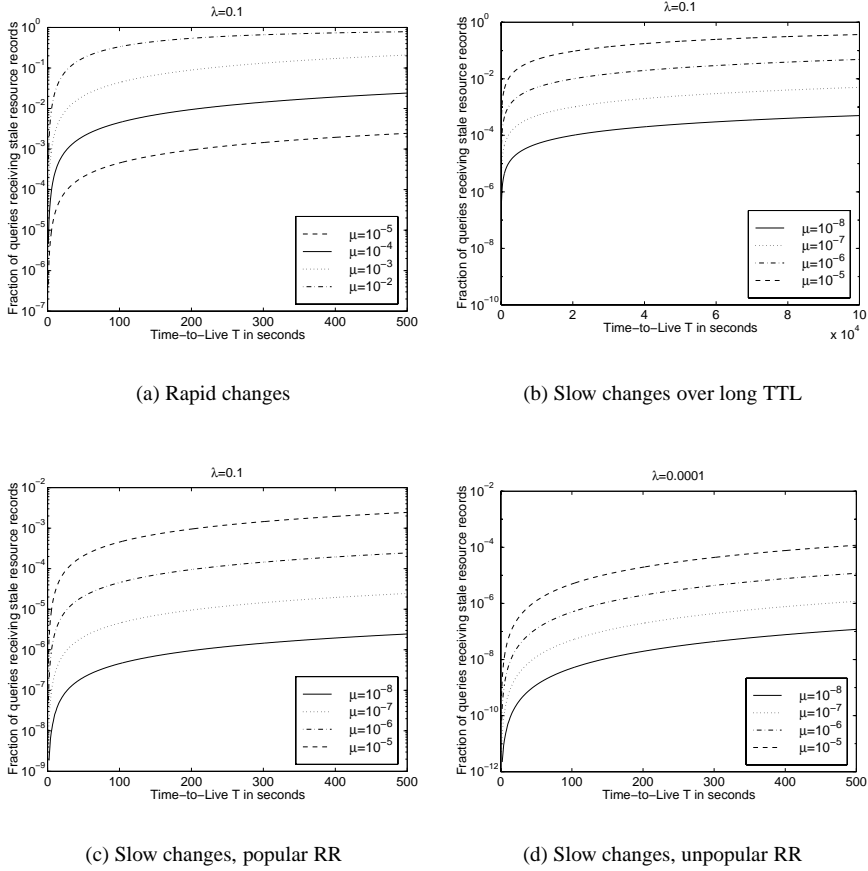 λ=0.1
Fraction of queries receiving stale resource records
10^0
10^−1
10^−2
10^−3
10^−4
10^−5
10^−6
10^−7
0 100 200 300 400 500
Time−to−Live T in seconds
μ=10^−5
μ=10^−4
μ=10^−3
μ=10^−2
(a) Rapid changes
λ=0.1
Fraction of queries receiving stale resource records
10^0
10^−2
10^−4
10^−6
10^−8
10^−10
0 2 4 6 8 10
x 10^4
Time−to−Live T in seconds
μ=10^−8
μ=10^−7
μ=10^−6
μ=10^−5
(b) Slow changes over long TTL
λ=0.1
Fraction of queries receiving stale resource records
10^−2
10^−3
10^−4
10^−5
10^−6
10^−7
10^−8
10^−9
0 100 200 300 400 500
Time−to−Live T in seconds
μ=10^−8
μ=10^−7
μ=10^−6
μ=10^−5
(c) Slow changes, popular RR
λ=0.0001
Fraction of queries receiving stale resource records
10^−2
10^−4
10^−6
10^−8
10^−10
10^−12
0 100 200 300 400 500
Time−to−Live T in seconds
μ=10^−8
μ=10^−7
μ=10^−6
μ=10^−5
(d) Slow changes, unpopular RR